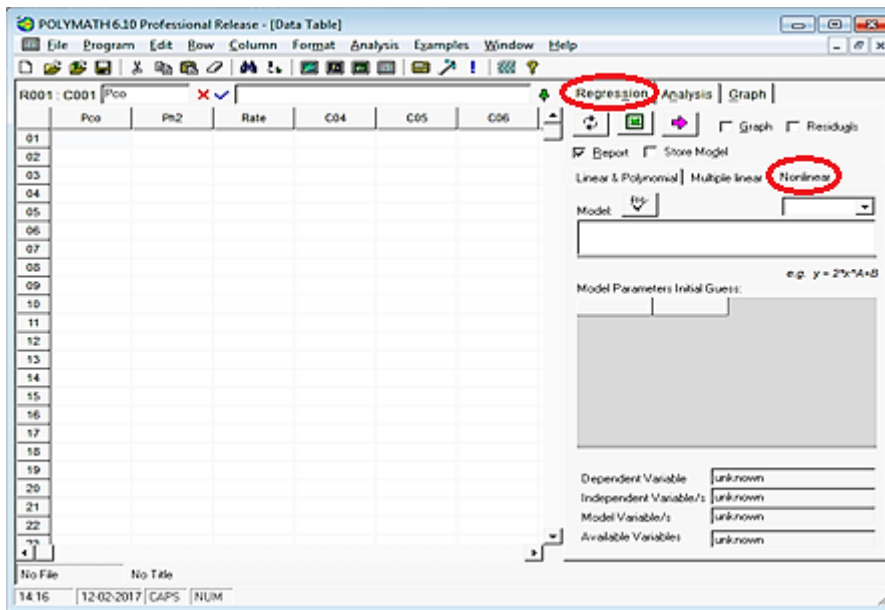 POLYMATH 6.10 Professional Release - [Data Table]
File Program Edit Row Column Format Analysis Examples Window Help
R001 : C001 Pco
Regression Analysis Graph
Pco Ph2 Rate C04 C05 C06
Graph Residuals
Report Store Model
Linear & Polynomial Multiple linear Nonlinear
Model:
e.g. y = 2*x^A+B
Model Parameters Initial Guess:
01
02
03
04
05
06
07
08
09
10
11
12
13
14
15
16
17
18
19
20
21
22
23
Dependent Variable unknown
Independent Variable/s unknown
Model Variable/s unknown
Available Variables unknown
No File No Title
14:16 12-02-2017 CAPS NUM